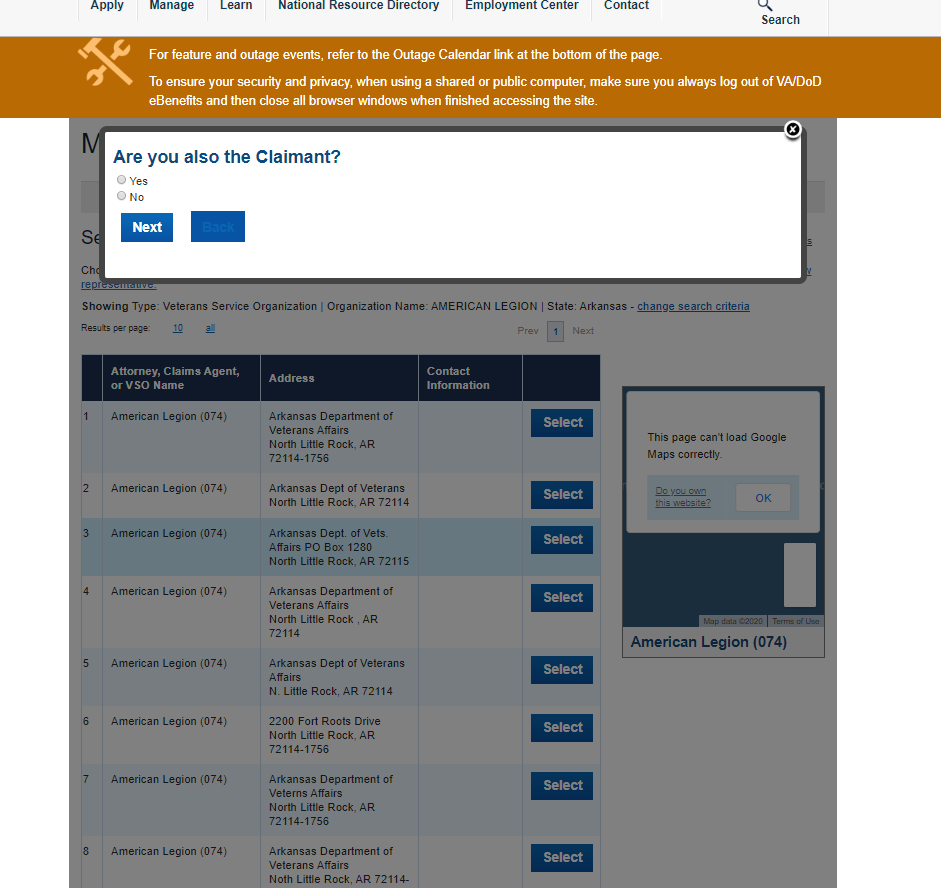 Apply Manage Learn National Resource Directory Employment Center Contact
Search
For feature and outage events, refer to the Outage Calendar link at the bottom of the page.
To ensure your security and privacy, when using a shared or public computer, make sure you always log out of VA/DoD
eBenefits and then close all browser windows when finished accessing the site.
M
Are you also the Claimant?
Yes
No
Next Back
Se
s
Cho
w
representative.
Showing Type: Veterans Service Organization | Organization Name: AMERICAN LEGION | State: Arkansas - change search criteria
Results per page: 10 all Prev 1 Next
Attorney, Claims Agent,
or VSO Name
Address
Contact
Information
1 American Legion (074) Arkansas Department of
Veterans Affairs
North Little Rock, AR
72114-1756
Select
2 American Legion (074) Arkansas Dept of Veterans
North Little Rock, AR 72114
Select
3 American Legion (074) Arkansas Dept. of Vets.
Affairs PO Box 1280
North Little Rock, AR 72115
Select
4 American Legion (074) Arkansas Department of
Veterans Affairs
North Little Rock , AR
72114
Select
5 American Legion (074) Arkansas Dept of Veterans
Affairs
N. Little Rock, AR 72114
Select
6 American Legion (074) 2200 Fort Roots Drive
North Little Rock, AR
72114-1756
Select
7 American Legion (074) Arkansas Department of
Veterns Affairs
North Little Rock, AR
72114-1756
Select
8 American Legion (074) Arkansas Department of
Veterans Affairs
Noth Little Rock, AR 72114-
Select
This page can't load Google
Maps correctly.
Do you own
this website?
OK
Map data ©2020 Terms of Use
American Legion (074)